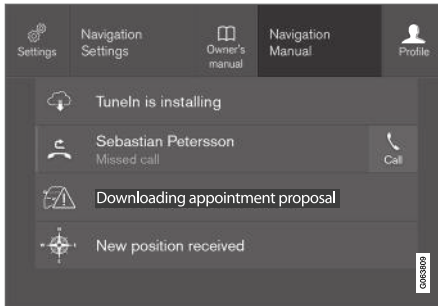 Settings
Navigation
Settings
Owner's
manual
Navigation
Manual
Profile
TuneIn is installing
Sebastian Petersson
Missed call
Call
Downloading appointment proposal
New position received
G063809